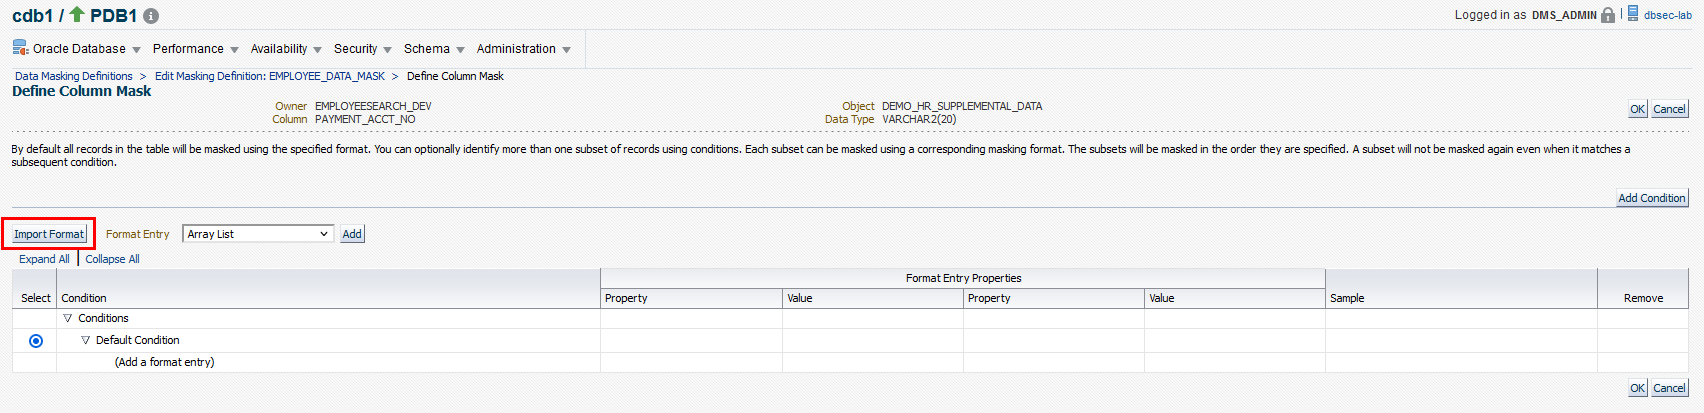 cdb1 / PDB1
Logged in as DMS_ADMIN | dbsec-lab
Oracle Database Performance Availability Security Schema Administration
Data Masking Definitions > Edit Masking Definition: EMPLOYEE_DATA_MASK > Define Column Mask
Define Column Mask
Owner EMPLOYEESEARCH_DEV Object DEMO_HR_SUPPLEMENTAL_DATA
OK Cancel
Column PAYMENT_ACCT_NO Data Type VARCHAR2(20)
By default all records in the table will be masked using the specified format. You can optionally identify more than one subset of records using conditions. Each subset can be masked using a corresponding masking format. The subsets will be masked in the order they are specified. A subset will not be masked again even when it matches a
subsequent condition.
Add Condition
Import Format Format Entry Array List Add
Expand All | Collapse All
Format Entry Properties
Select Condition Property Value Property Value Sample Remove
Conditions
Default Condition
(Add a format entry)
OK Cancel